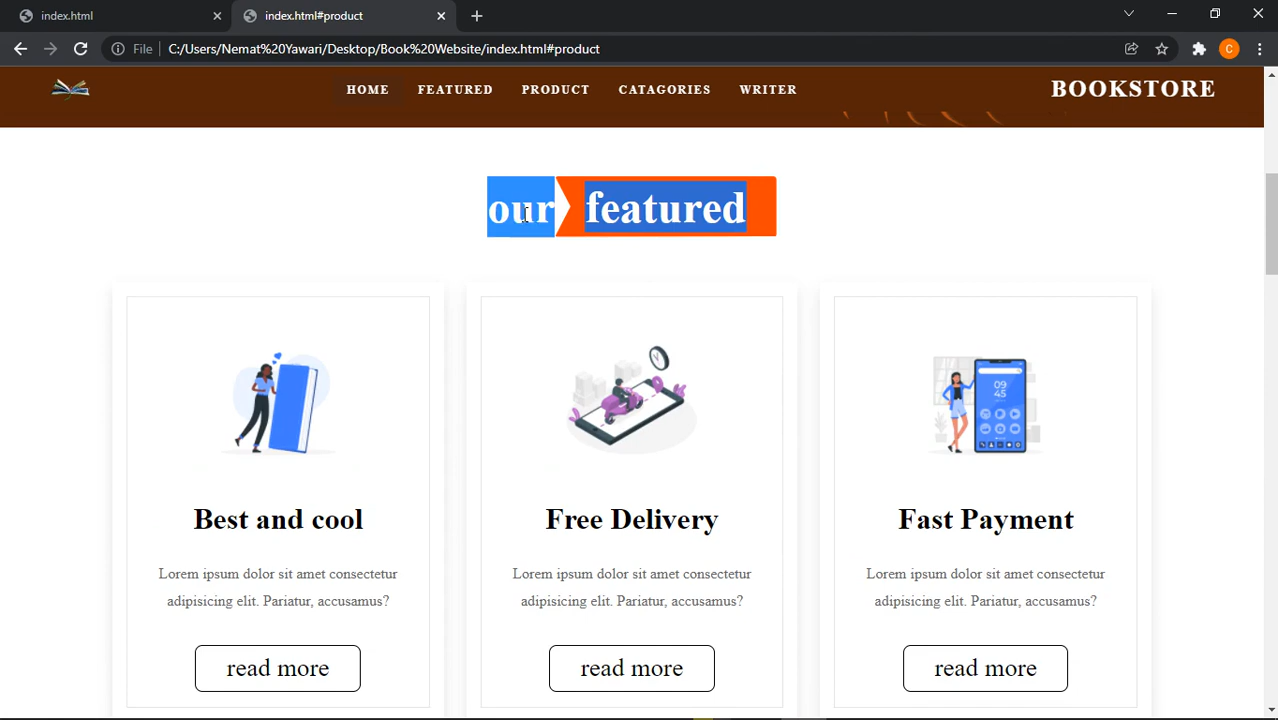 index.html
index.html#product
File C:/Users/Nemat%20Yawari/Desktop/Book%20Website/index.html#product
C
HOME FEATURED PRODUCT CATAGORIES WRITER
BOOKSTORE
our featured
09
45
Best and cool
Lorem ipsum dolor sit amet consectetur
adipisicing elit. Pariatur, accusamus?
read more
Free Delivery
Lorem ipsum dolor sit amet consectetur
adipisicing elit. Pariatur, accusamus?
read more
Fast Payment
Lorem ipsum dolor sit amet consectetur
adipisicing elit. Pariatur, accusamus?
read more